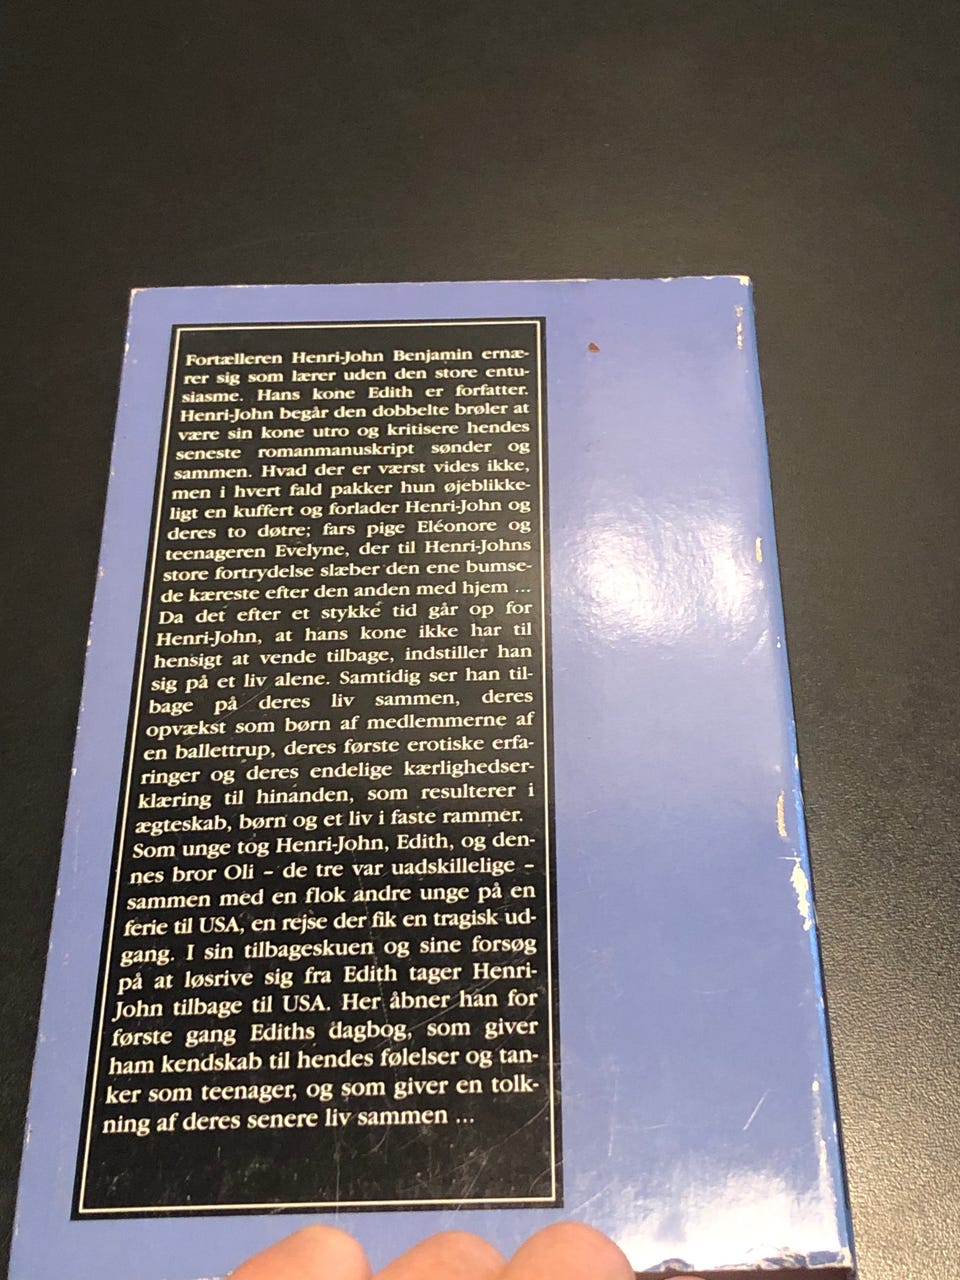 Fortælleren Henri-John Benjamin ernæ-
rer sig som lærer uden den store entu-
siasme. Hans kone Edith er forfatter.
Henri-John begår den dobbelte brøler at
være sin kone utro og kritisere hendes
seneste romanmanuskript sønder og
sammen. Hvad der er værst vides ikke,
men i hvert fald pakker hun øjeblikke-
ligt en kuffert og forlader Henri-John og
deres to døtre; fars pige Eléonore og
teenageren Evelyne, der til Henri-Johns
store fortrydelse slæber den ene bumse-
de kæreste efter den anden med hjem ...
Da det efter et stykke tid går op for
Henri-John, at hans kone ikke har til
hensigt at vende tilbage, indstiller han
sig på et liv alene. Samtidig ser han til-
bage på deres liv sammen, deres
opvækst som børn af medlemmerne af
en ballettrup, deres første erotiske erfa-
ringer og deres endelige kærlighedser-
klæring til hinanden, som resulterer i
ægteskab, børn og et liv i faste rammer.
Som unge tog Henri-John, Edith, og den-
nes bror Oli – de tre var uadskillelige –
sammen med en flok andre unge på en
ferie til USA, en rejse der fik en tragisk ud-
gang. I sin tilbageskuen og sine forsøg
på at løsrive sig fra Edith tager Henri-
John tilbage til USA. Her åbner han for
første gang Ediths dagbog, som giver
ham kendskab til hendes følelser og tan-
ker som teenager, og som giver en tolk-
ning af deres senere liv sammen ...